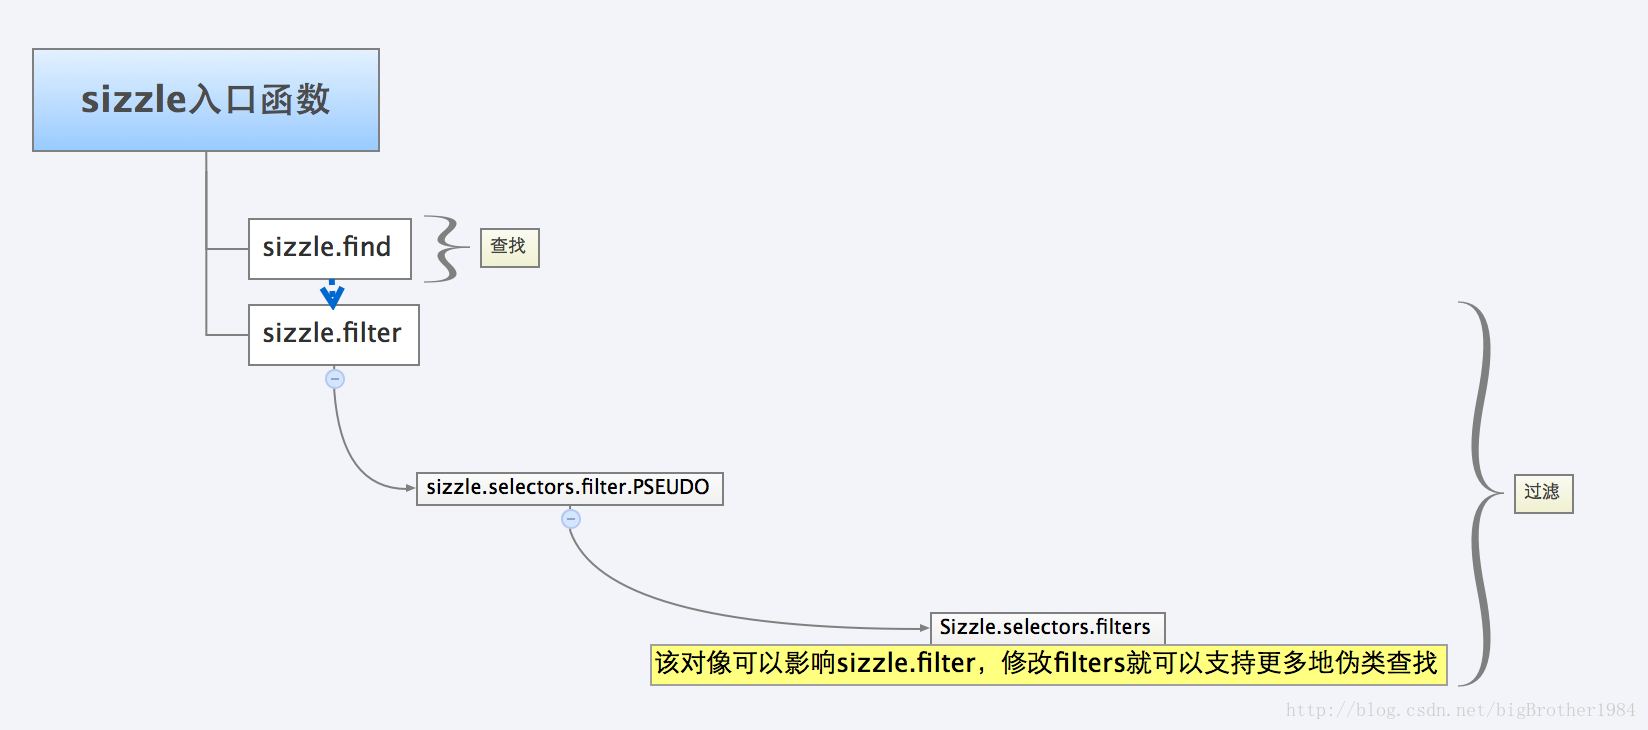 sizzle入口函数
sizzle.find
查找
sizzle.filter
sizzle.selectors.filter.PSEUDO
过滤
Sizzle.selectors.filters
该对像可以影响sizzle.filter，修改filters就可以支持更多地伪类查找
http://blog.csdn.net/bigBrother1984